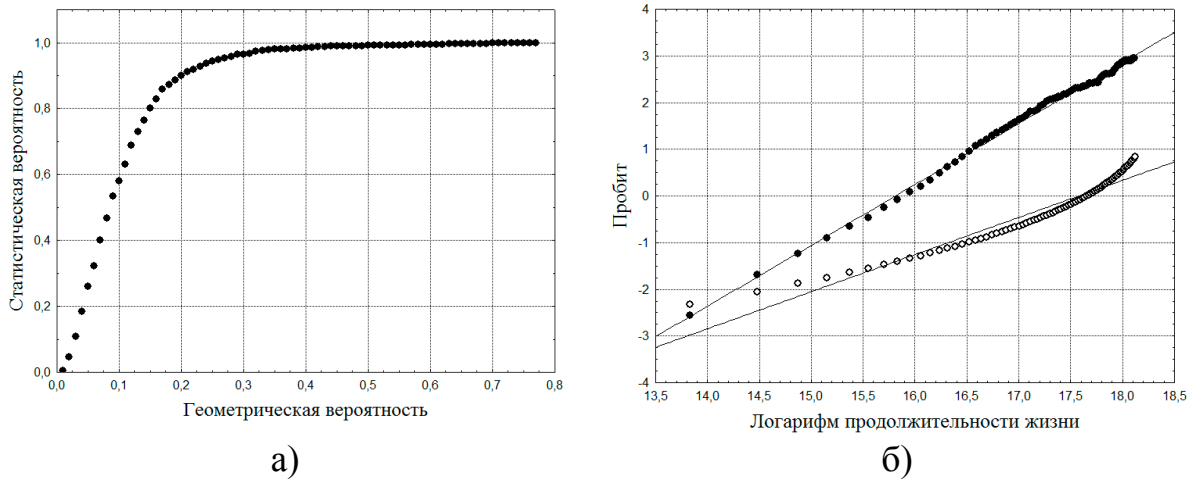 Статистическая вероятность
1,0
0,8
0,6
0,4
0,2
0,0
0,0 0,1 0,2 0,3 0,4 0,5 0,6 0,7 0,8
Геометрическая вероятность
а)
Пробит
4
3
2
1
0
-1
-2
-3
-4
13,5 14,0 14,5 15,0 15,5 16,0 16,5 17,0 17,5 18,0 18,5
Логарифм продолжительности жизни
б)